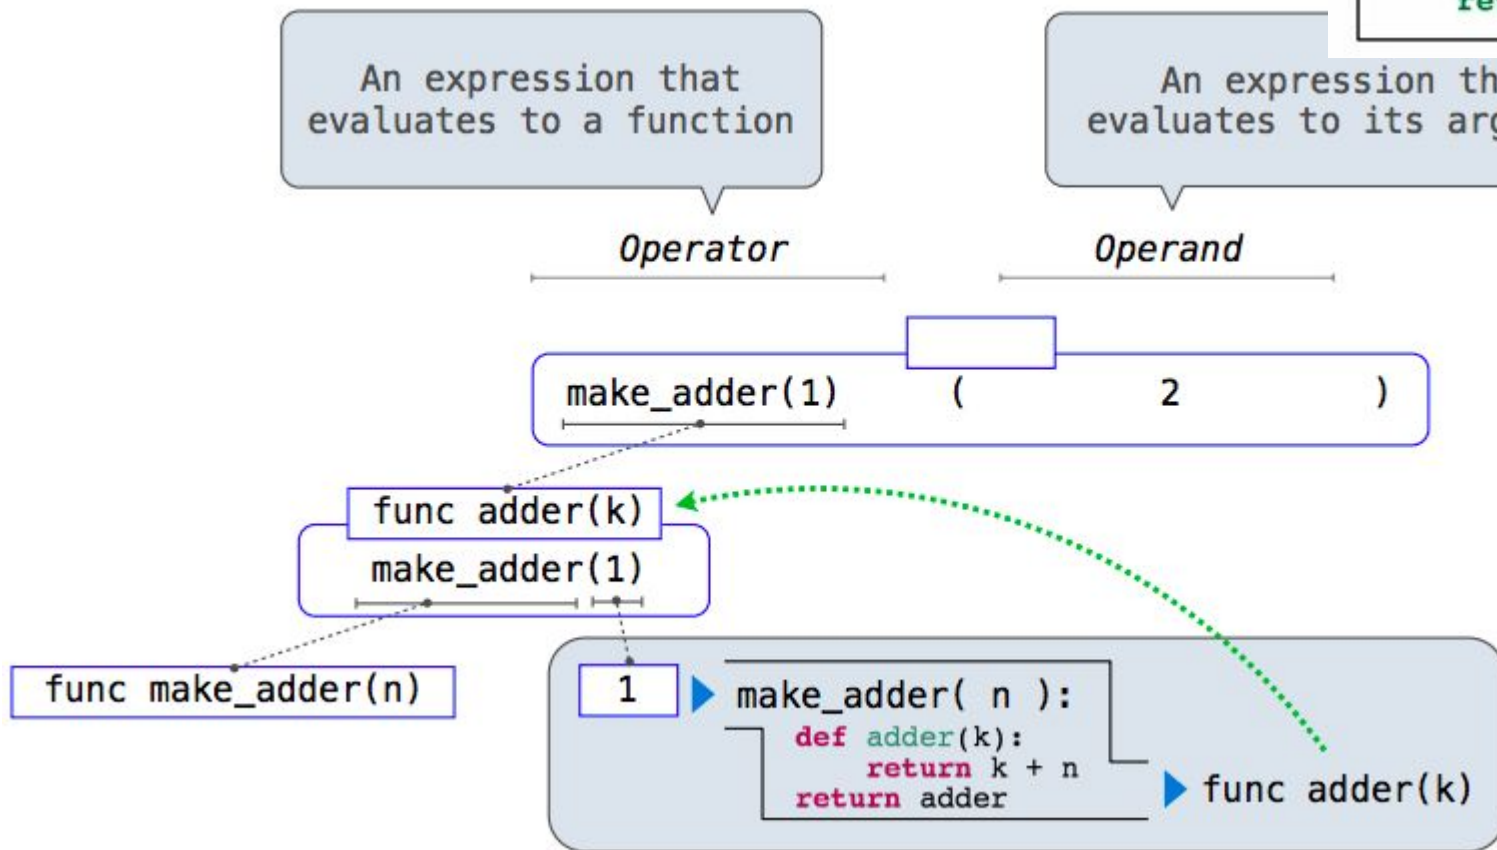 re
An expression that
evaluates to a function
An expression th
evaluates to its arg
Operator
Operand
make_adder(1) ( 2 )
func adder(k)
make_adder(1)
func make_adder(n)
1
make_adder( n ):
def adder(k):
return k + n
return adder
func adder(k)